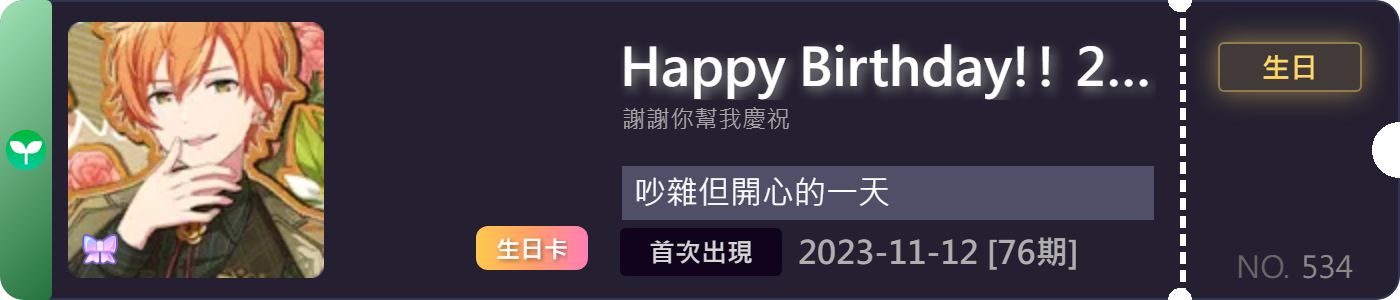 Happy Birthday!！ 2...
謝謝你幫我慶祝
吵雜但開心的一天
生日卡
首次出現 2023-11-12 [76期]
生日
NO. 534